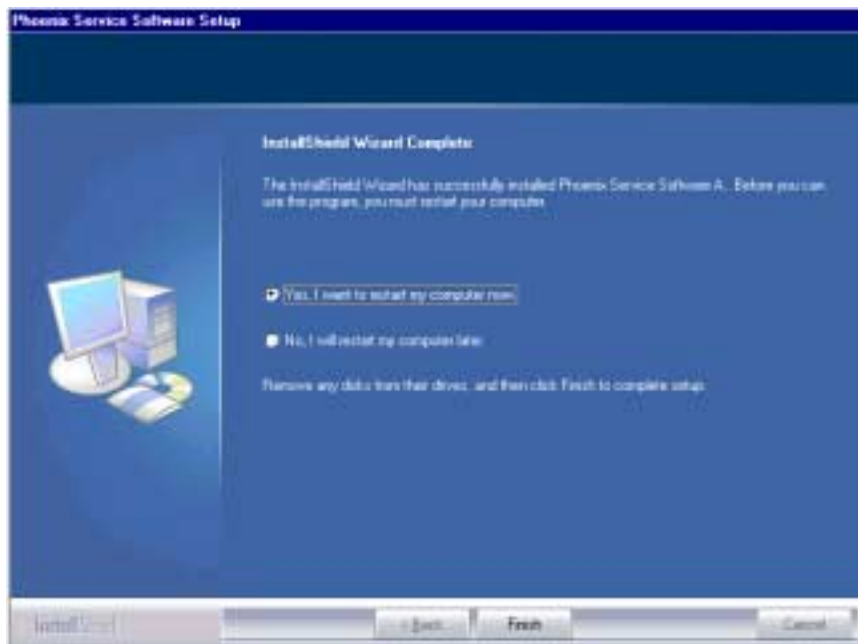 Phoenix Service Software Setup
InstallShield Wizard Complete
The InstallShield Wizard has successfully installed Phoenix Service Software A.. Before you can
use the program, you must restart your computer.
Yes, I want to restart my computer now.
No, I will restart my computer later.
Remove any disks from their drives, and then click Finish to complete setup.
InstallShield
< Back
Finish
Cancel